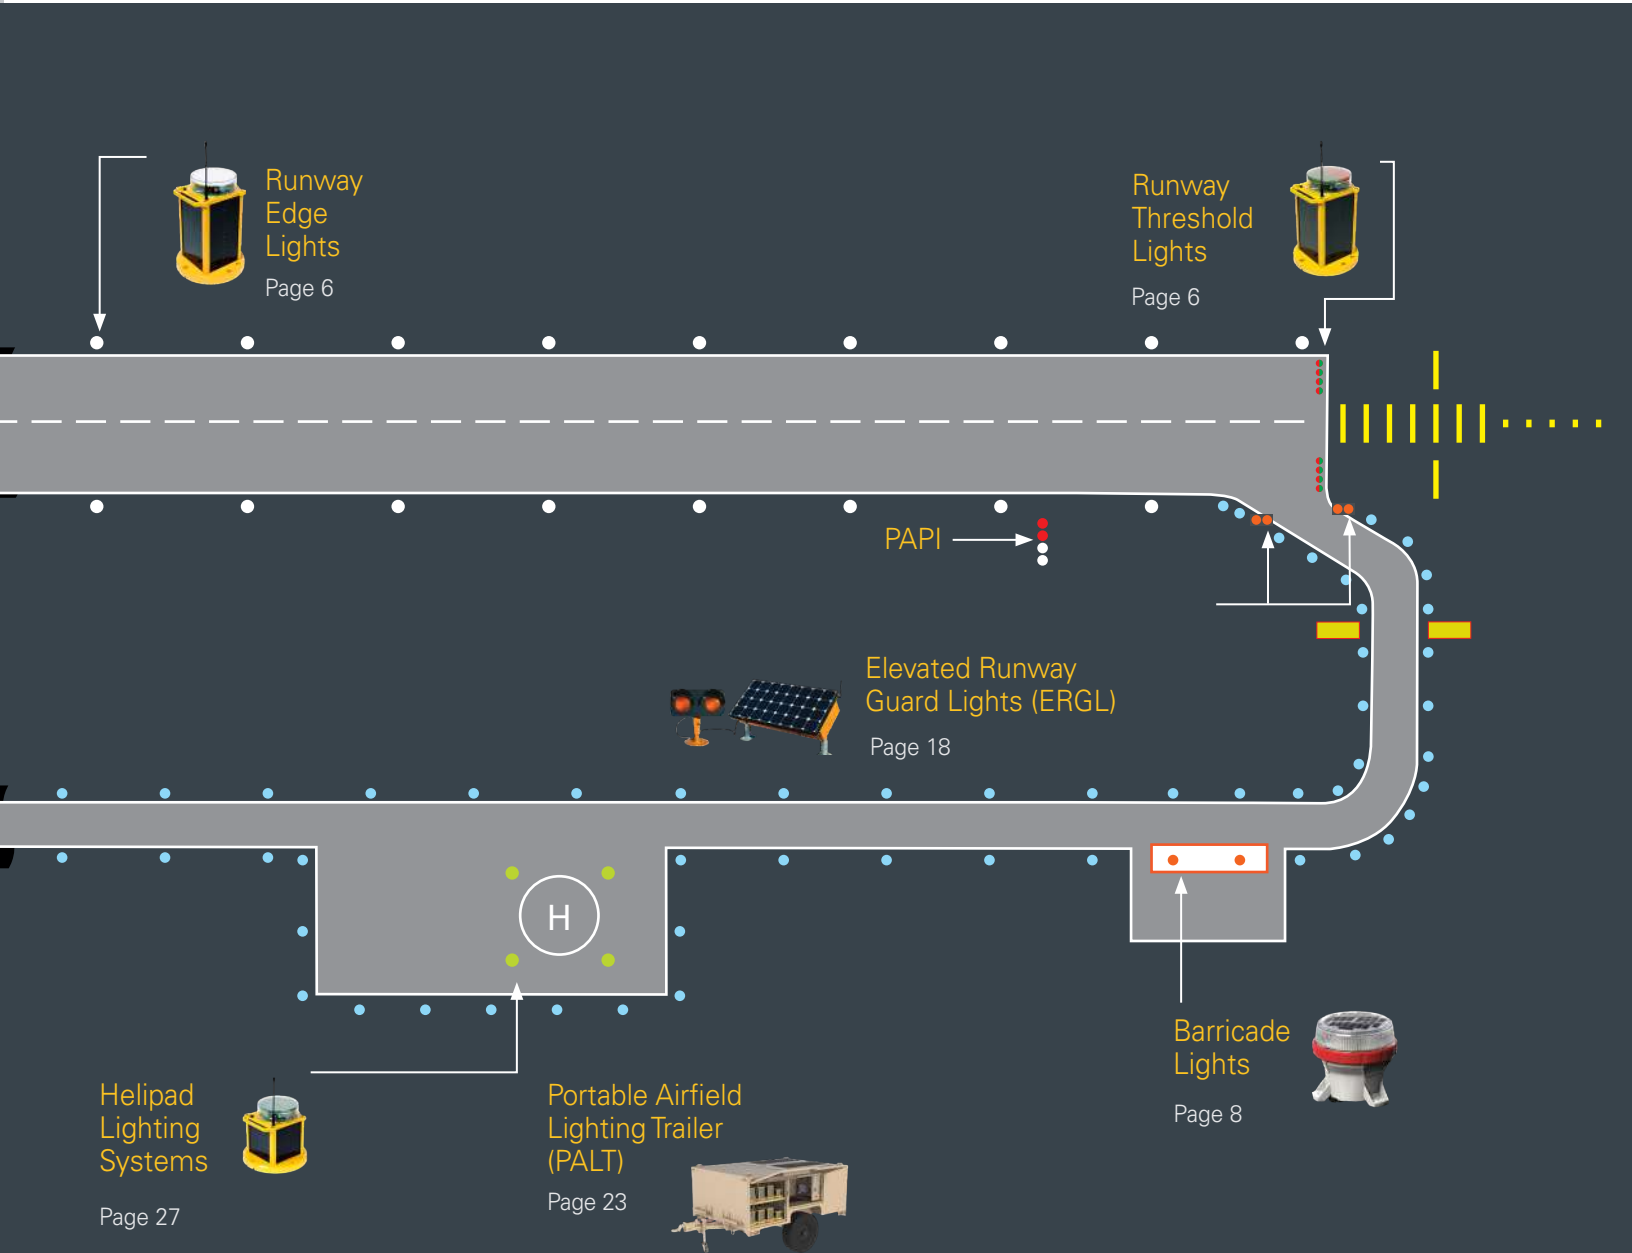 Runway
Edge
Lights
Page 6
Runway
Threshold
Lights
Page 6
PAPI
Elevated Runway
Guard Lights (ERGL)
Page 18
H
Barricade
Lights
Page 8
Helipad
Lighting
Systems
Page 27
Portable Airfield
Lighting Trailer
(PALT)
Page 23